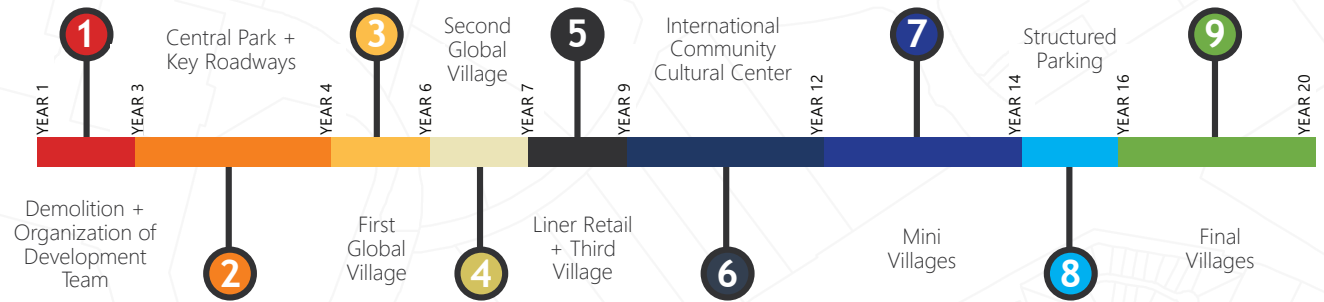 1
Central Park +
Key Roadways
3
Second
Global
Village
5
International
Community
Cultural Center
7
Structured
Parking
9
YEAR 1
YEAR 3
YEAR 4
YEAR 6
YEAR 7
YEAR 9
YEAR 12
YEAR 14
YEAR 16
YEAR 20
Demolition +
Organization of
Development
Team
2
First
Global
Village
4
Liner Retail
+ Third
Village
6
Mini
Villages
8
Final
Villages